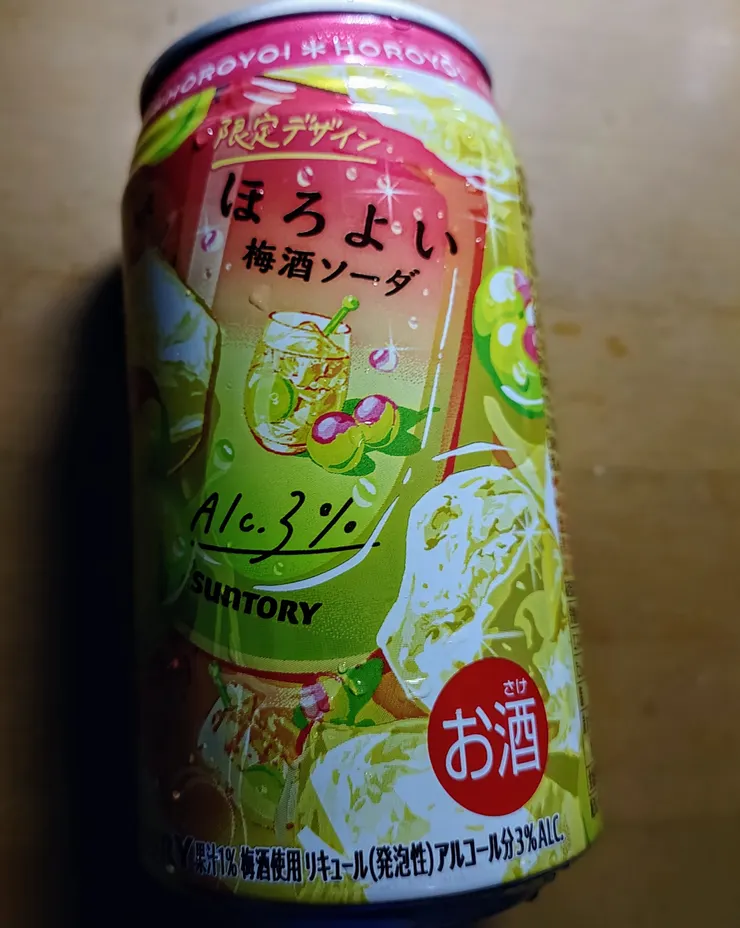 HOROYOI * HOROYOI
限定デザイン
ほろよい
梅酒ソーダ
Alc.3%
SUNTORY
さけ
お酒
果汁1% 梅酒使用 リキュール(発泡性) アルコール分3%ALC.